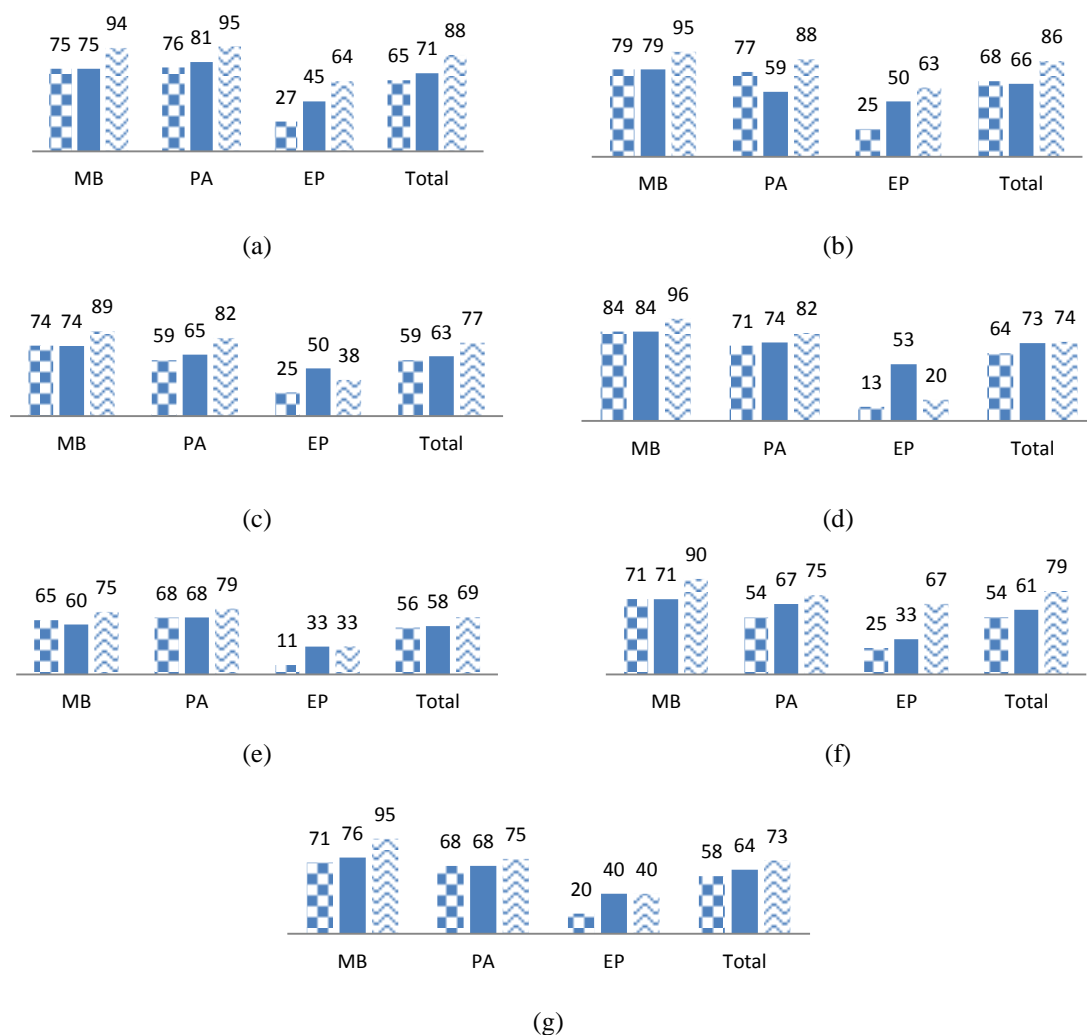 75 75 94 76 81 95 27 45 64 65 71 88
MB PA EP Total
(a)
79 79 95 77 59 88 25 50 63 68 66 86
MB PA EP Total
(b)
74 74 89 59 65 82 25 50 38 59 63 77
MB PA EP Total
(c)
84 84 96 71 74 82 13 53 20 64 73 74
MB PA EP Total
(d)
65 60 75 68 68 79 11 33 33 56 58 69
MB PA EP Total
(e)
71 71 90 54 67 75 25 33 67 54 61 79
MB PA EP Total
(f)
71 76 95 68 68 75 20 40 40 58 64 73
MB PA EP Total
(g)